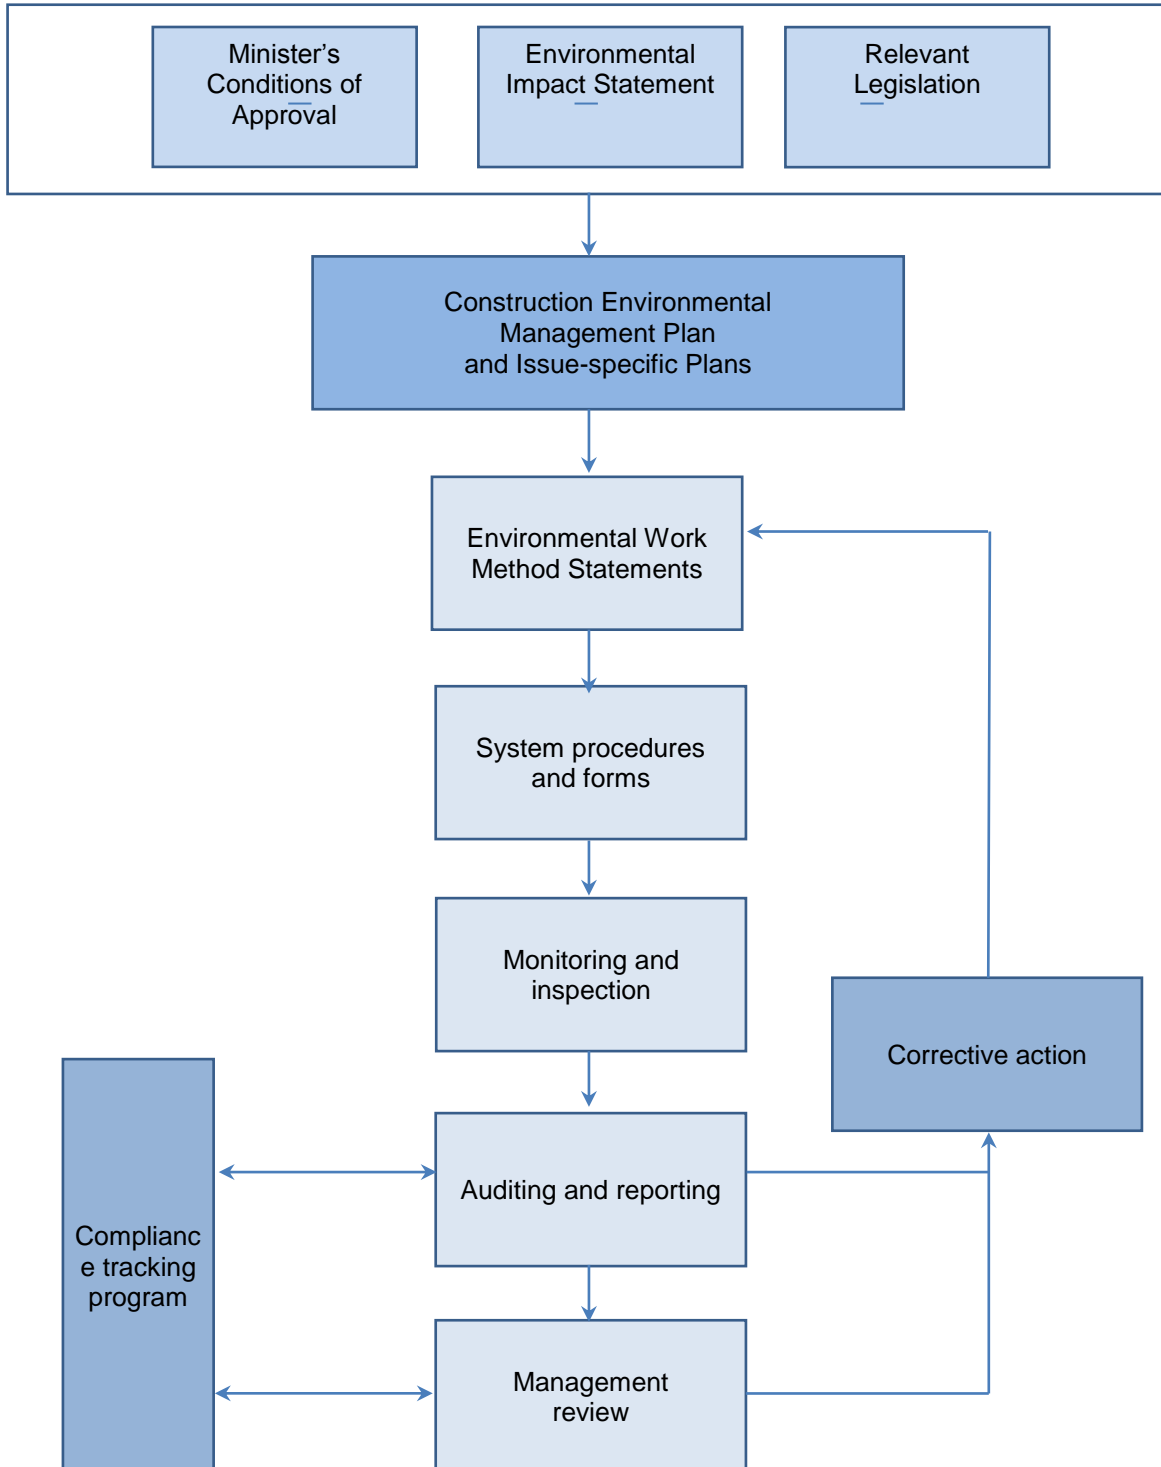 Minister’s
Conditions of
Approval
Environmental
Impact Statement
Relevant
Legislation
Construction Environmental
Management Plan
and Issue-specific Plans
Environmental Work
Method Statements
System procedures
and forms
Monitoring and
inspection
Corrective action
Auditing and reporting
Complianc
e tracking
program
Management
review